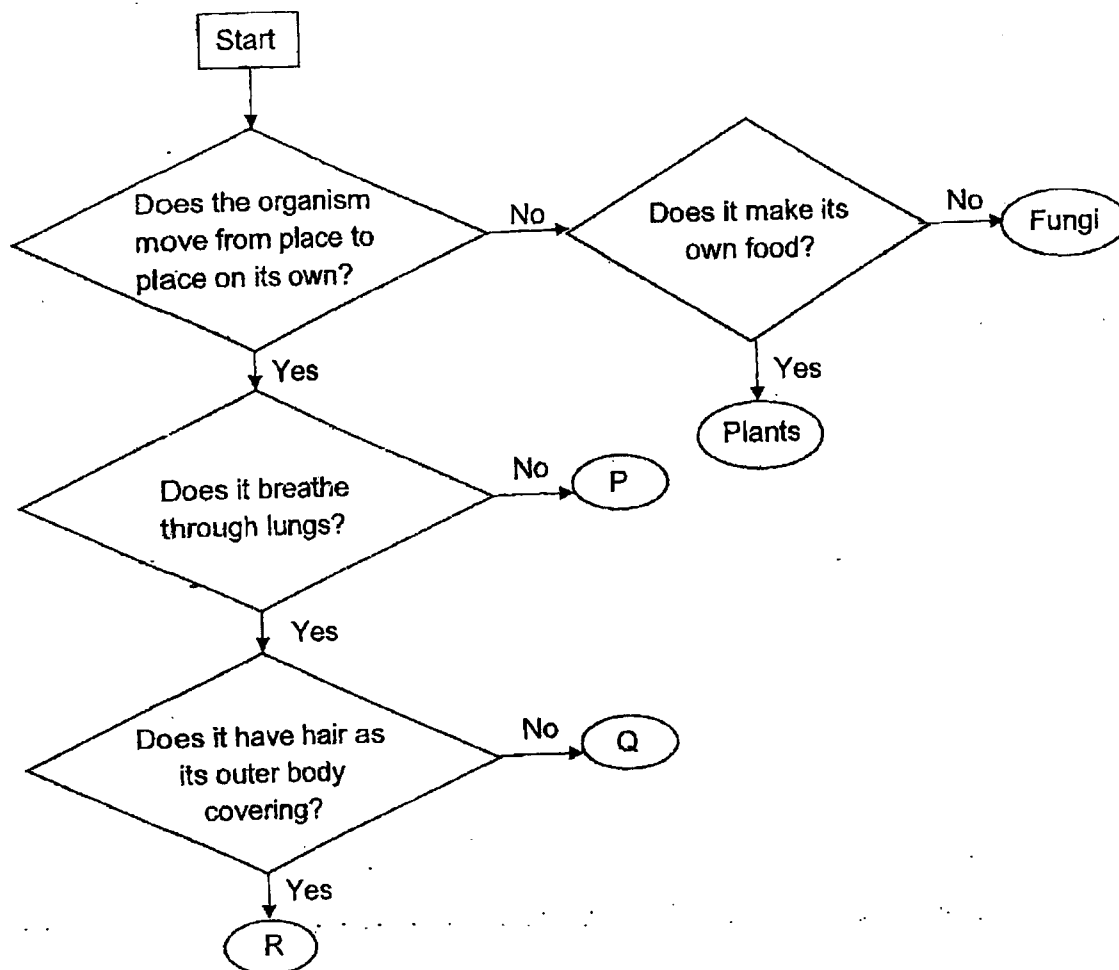 Start
Does the organism
move from place to
place on its own?
No
Does it make its
own food?
No
Fungi
Yes
Yes
Plants
Does it breathe
through lungs?
No
P
Yes
Does it have hair as
its outer body
covering?
No
Q
Yes
R